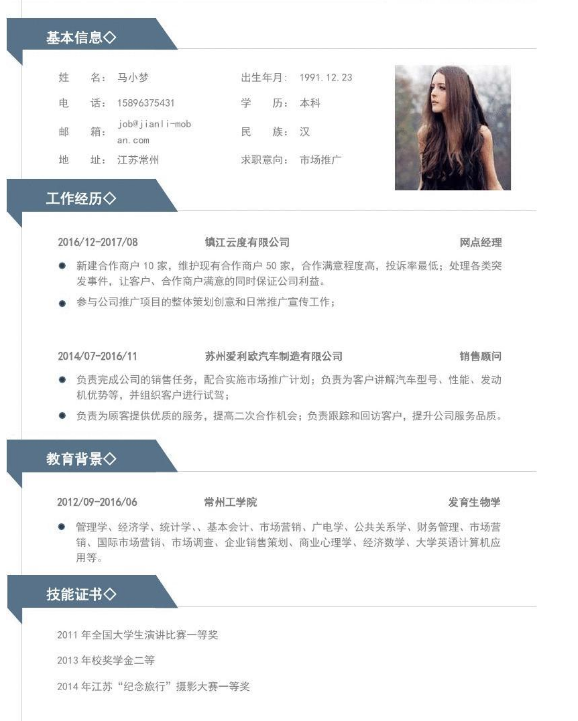 基本信息◇
姓 名： 马小梦 出生年月： 1991.12.23
电 话： 15896375431 学 历： 本科
邮 箱： job@jianli-mob
an.com 民 族： 汉
地 址： 江苏常州 求职意向： 市场推广
工作经历◇
2016/12-2017/08 镇江云度有限公司 网点经理
新建合作商户 10 家，维护现有合作商户 50 家，合作满意程度高，投诉率最低；处理各类突
发事件，让客户、合作商户满意的同时保证公司利益。
参与公司推广项目的整体策划创意和日常推广宣传工作；
2014/07-2016/11 苏州爱利欧汽车制造有限公司 销售顾问
负责完成公司的销售任务，配合实施市场推广计划；负责为客户讲解汽车型号、性能、发动
机优势等，并组织客户进行试驾；
负责为顾客提供优质的服务，提高二次合作机会；负责跟踪和回访客户，提升公司服务品质。
教育背景◇
2012/09-2016/06 常州工学院 发育生物学
管理学、经济学、统计学、、基本会计、市场营销、广电学、公共关系学、财务管理、市场营
销、国际市场营销、市场调查、企业销售策划、商业心理学、经济数学、大学英语计算机应
用等。
技能证书◇
2011 年全国大学生演讲比赛一等奖
2013 年校奖学金二等
2014 年江苏“纪念旅行”摄影大赛一等奖